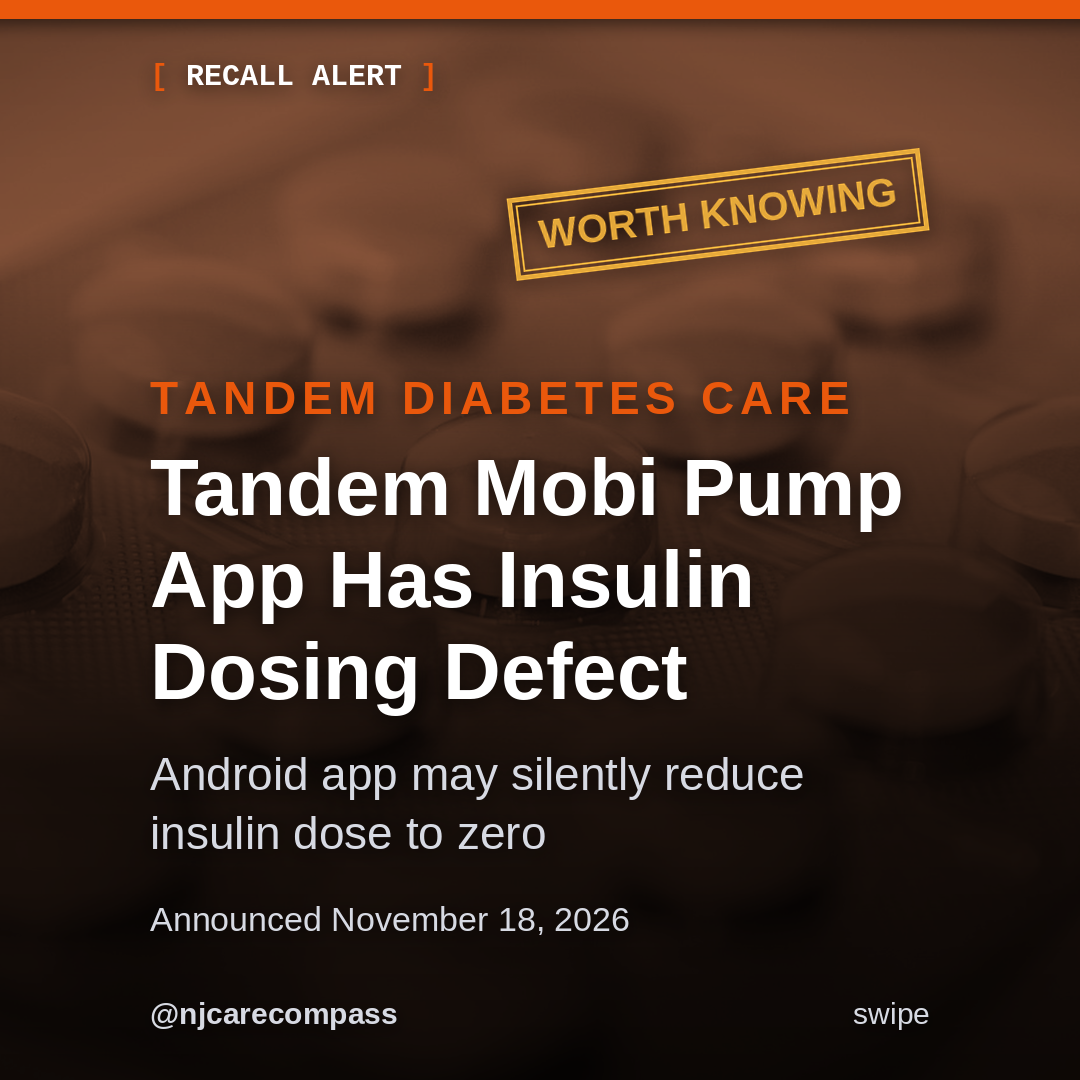 [ RECALL ALERT ]
WORTH KNOWING
TANDEM DIABETES CARE
Tandem Mobi Pump
App Has Insulin
Dosing Defect
Android app may silently reduce
insulin dose to zero
Announced November 18, 2026
@njcarecompass
swipe